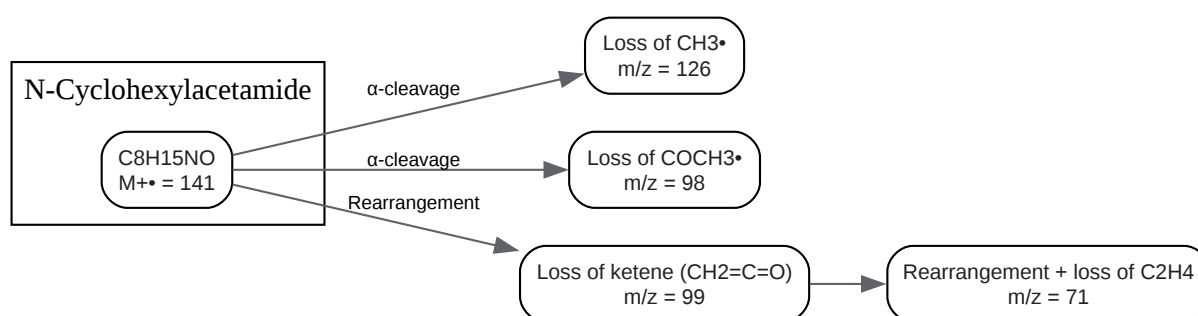 N-Cyclohexylacetamide
C8H15NO
M+• = 141
α-cleavage
Loss of CH3•
m/z = 126
α-cleavage
Loss of COCH3•
m/z = 98
Rearrangement
Loss of ketene (CH2=C=O)
m/z = 99
Rearrangement + loss of C2H4
m/z = 71